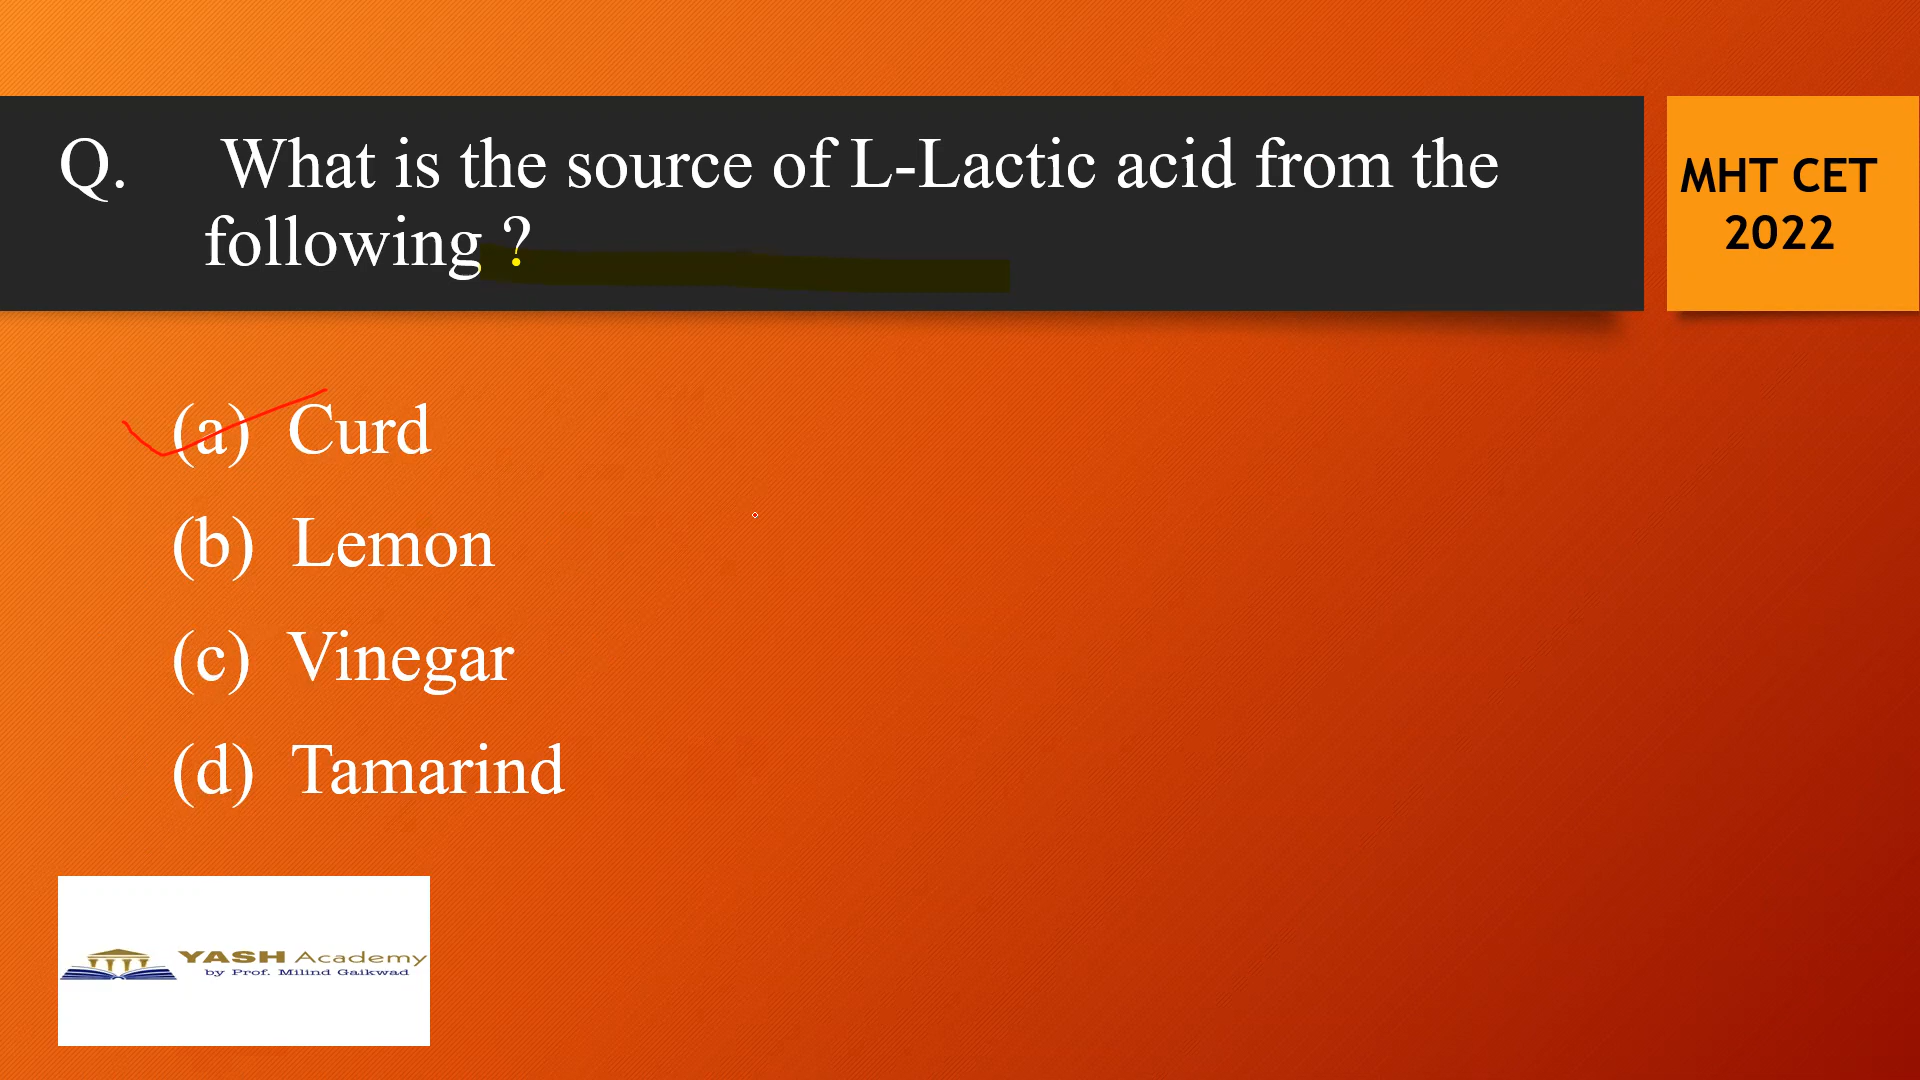 Q. What is the source of L-Lactic acid from the
following ?
MHT CET
2022
(a) Curd
(b) Lemon
(c) Vinegar
(d) Tamarind
YASH Academy
by Prof. Milind Gaikwad